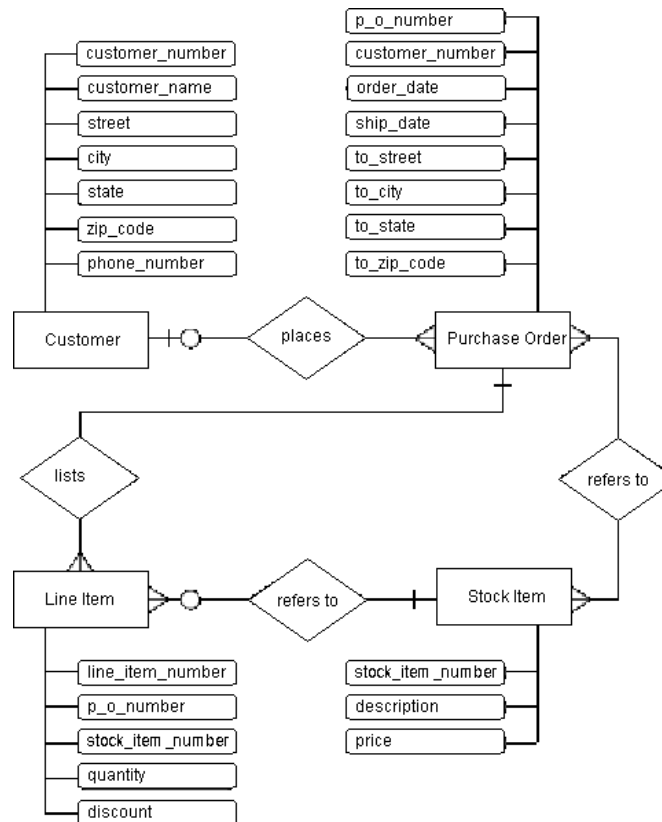 customer_number
customer_name
street
city
state
zip_code
phone_number
p_o_number
customer_number
order_date
ship_date
to_street
to_city
to_state
to_zip_code
Customer
places
Purchase Order
lists
refers to
Line Item
refers to
Stock Item
line_item_number
p_o_number
stock_item_number
quantity
discount
stock_item_number
description
price